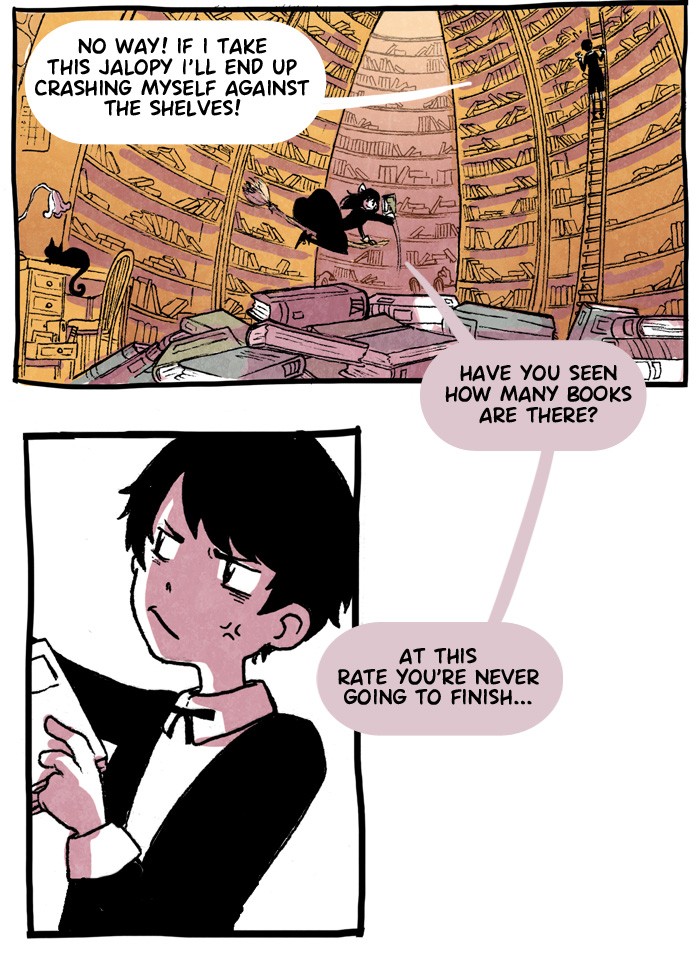 NO WAY! IF I TAKE
THIS JALOPY I'LL END UP
CRASHING MYSELF AGAINST
THE SHELVES!
HAVE YOU SEEN
HOW MANY BOOKS
ARE THERE?
AT THIS
RATE YOU'RE NEVER
GOING TO FINISH...